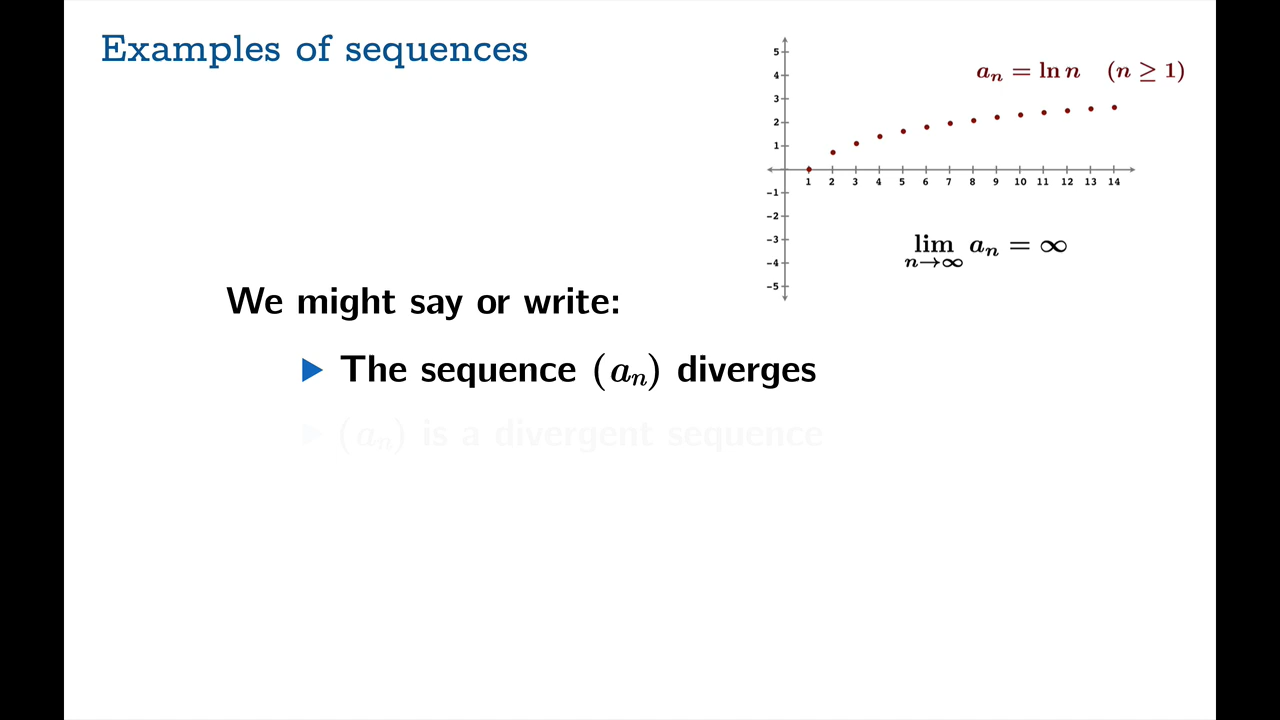 Examples of sequences
5
4
3
2
1
-1
-2
-3
-4
-5
1 2 3 4 5 6 7 8 9 10 11 12 13 14
aₙ = ln n (n ≥ 1)
lim aₙ = ∞
n→∞
We might say or write:
▶ The sequence (aₙ) diverges
▶ (aₙ) is a divergent sequence